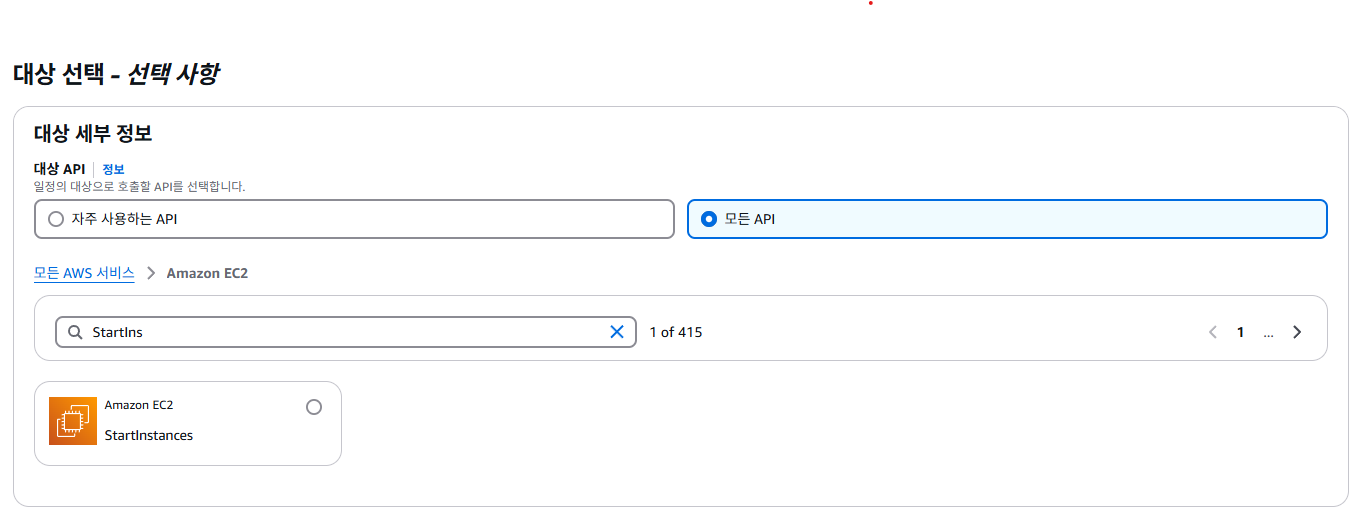 대상 선택 - 선택 사항
대상 세부 정보
대상 API 정보
일정의 대상으로 호출할 API를 선택합니다.
자주 사용하는 API
모든 API
모든 AWS 서비스 Amazon EC2
StartIns 1 of 415 1 ...
Amazon EC2
StartInstances